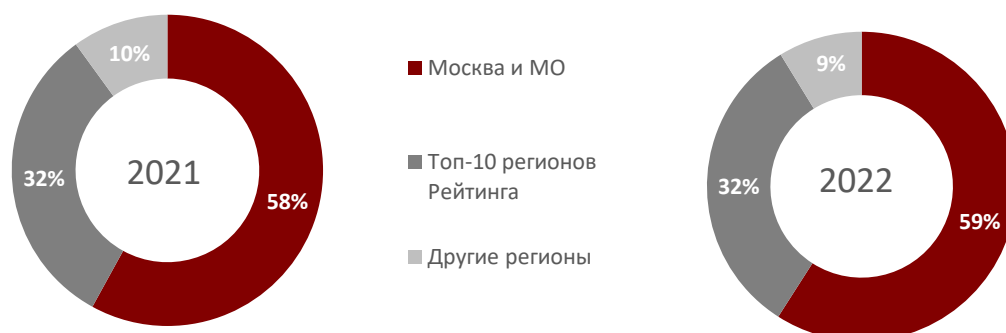 10%
32%
2021
58%
Москва и МО
Топ-10 регионов
Рейтинга
Другие регионы
9%
32%
2022
59%